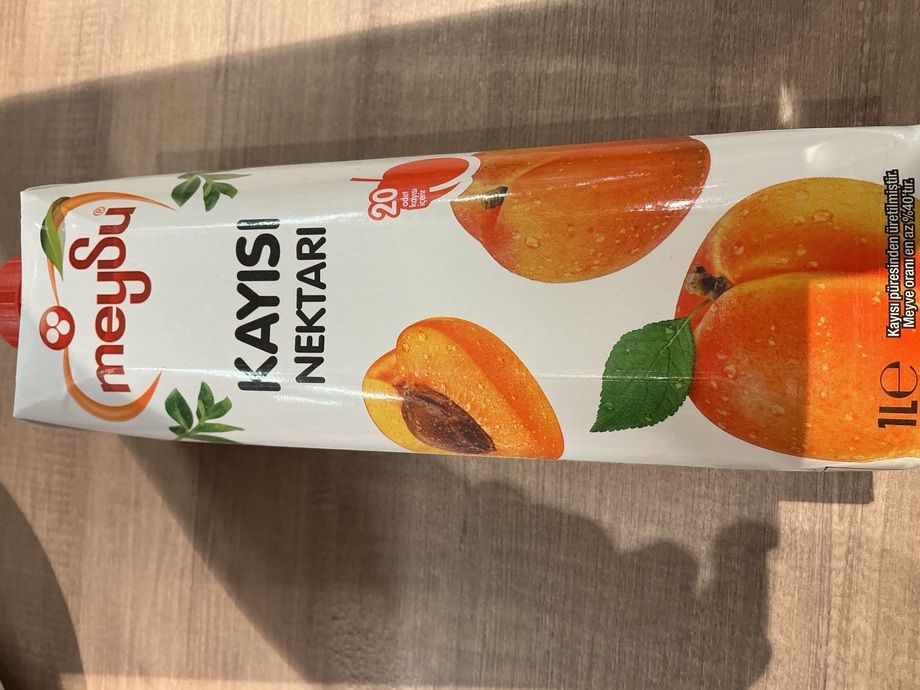 meySu®
KAYISI
NEKTARI
20
adet
kayısı
içerir
1L℮
Kayısı püresinden üretilmiştir.
Meyve oranı en az %40'tır.